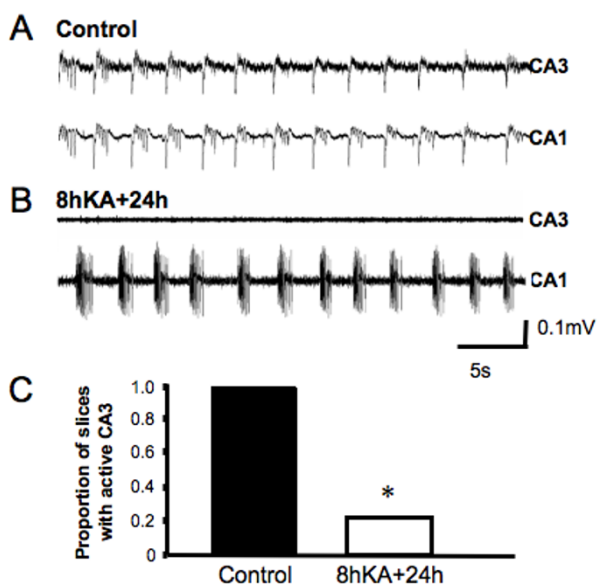 A
Control
CA3
CA1
B
8hKA+24h
CA3
CA1
0.1mV
5s
C
Proportion of slices
with active CA3
1.0
0.8
0.6
0.4
0.2
0
*
Control
8hKA+24h